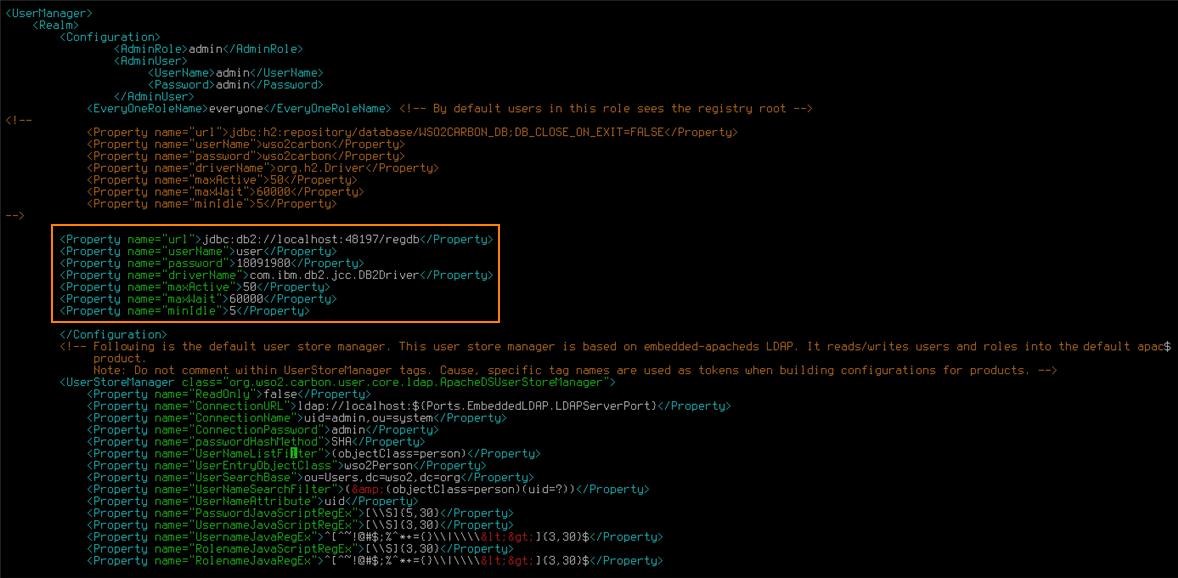 <UserManager>
<Realm>
<Configuration>
<AdminRole>admin</AdminRole>
<AdminUser>
<UserName>admin</UserName>
<Password>admin</Password>
</AdminUser>
<EveryOneRoleName>everyone</EveryOneRoleName> <!-- By default users in this role sees the registry root -->
<!--
<Property name="url">jdbc:h2:repository/database/WSO2CARBON_DB;DB_CLOSE_ON_EXIT=FALSE</Property>
<Property name="userName">wso2carbon</Property>
<Property name="password">wso2carbon</Property>
<Property name="driverName">org.h2.Driver</Property>
<Property name="maxActive">50</Property>
<Property name="maxWait">60000</Property>
<Property name="minIdle">5</Property>
-->
<Property name="url">jdbc:db2://localhost:48197/regdb</Property>
<Property name="userName">user</Property>
<Property name="password">18091980</Property>
<Property name="driverName">com.ibm.db2.jcc.DB2Driver</Property>
<Property name="maxActive">50</Property>
<Property name="maxWait">60000</Property>
<Property name="minIdle">5</Property>
</Configuration>
<!-- Following is the default user store manager. This user store manager is based on embedded-apacheds LDAP. It reads/writes users and roles into the default apac$
product.
Note: Do not comment within UserStoreManager tags. Cause, specific tag names are used as tokens when building configurations for products. -->
<UserStoreManager class="org.wso2.carbon.user.core.ldap.ApacheDSUserStoreManager">
<Property name="ReadOnly">false</Property>
<Property name="ConnectionURL">ldap://localhost:${Ports.EmbeddedLDAP.LDAPServerPort}</Property>
<Property name="ConnectionName">uid=admin,ou=system</Property>
<Property name="ConnectionPassword">admin</Property>
<Property name="passwordHashMethod">SHA</Property>
<Property name="UserNameListFilter">(objectClass=person)</Property>
<Property name="UserEntryObjectClass">wso2Person</Property>
<Property name="UserSearchBase">ou=Users,dc=wso2,dc=org</Property>
<Property name="UserNameSearchFilter">(&amp;(objectClass=person)(uid=?))</Property>
<Property name="UserNameAttribute">uid</Property>
<Property name="PasswordJavaScriptRegEx">[\\S]{5,30}</Property>
<Property name="UsernameJavaScriptRegEx">[\\S]{3,30}</Property>
<Property name="UsernameJavaRegEx">^[^~!@#$;%^*+={}\\|\\\\&lt;&gt;]{3,30}$</Property>
<Property name="RolenameJavaScriptRegEx">[\\S]{3,30}</Property>
<Property name="RolenameJavaRegEx">^[^~!@#$;%^*+={}\\|\\\\&lt;&gt;]{3,30}$</Property>